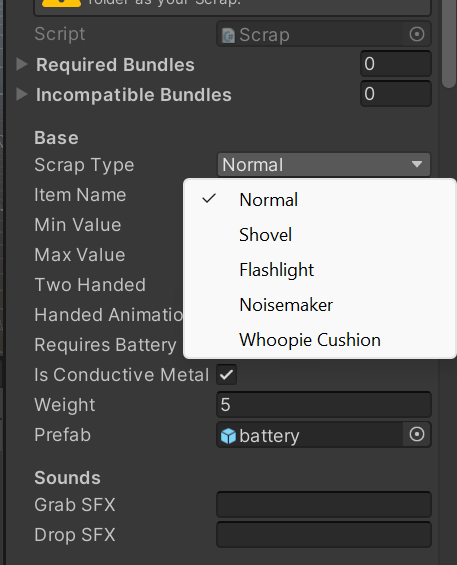 folder as your Scrap.
Script
Scrap
Required Bundles
0
Incompatible Bundles
0
Base
Scrap Type
Normal
Item Name
Normal
Min Value
Shovel
Max Value
Flashlight
Two Handed
Noisemaker
Handed Animatio
Requires Battery
Whoopie Cushion
Is Conductive Metal
Weight
5
Prefab
battery
Sounds
Grab SFX
Drop SFX